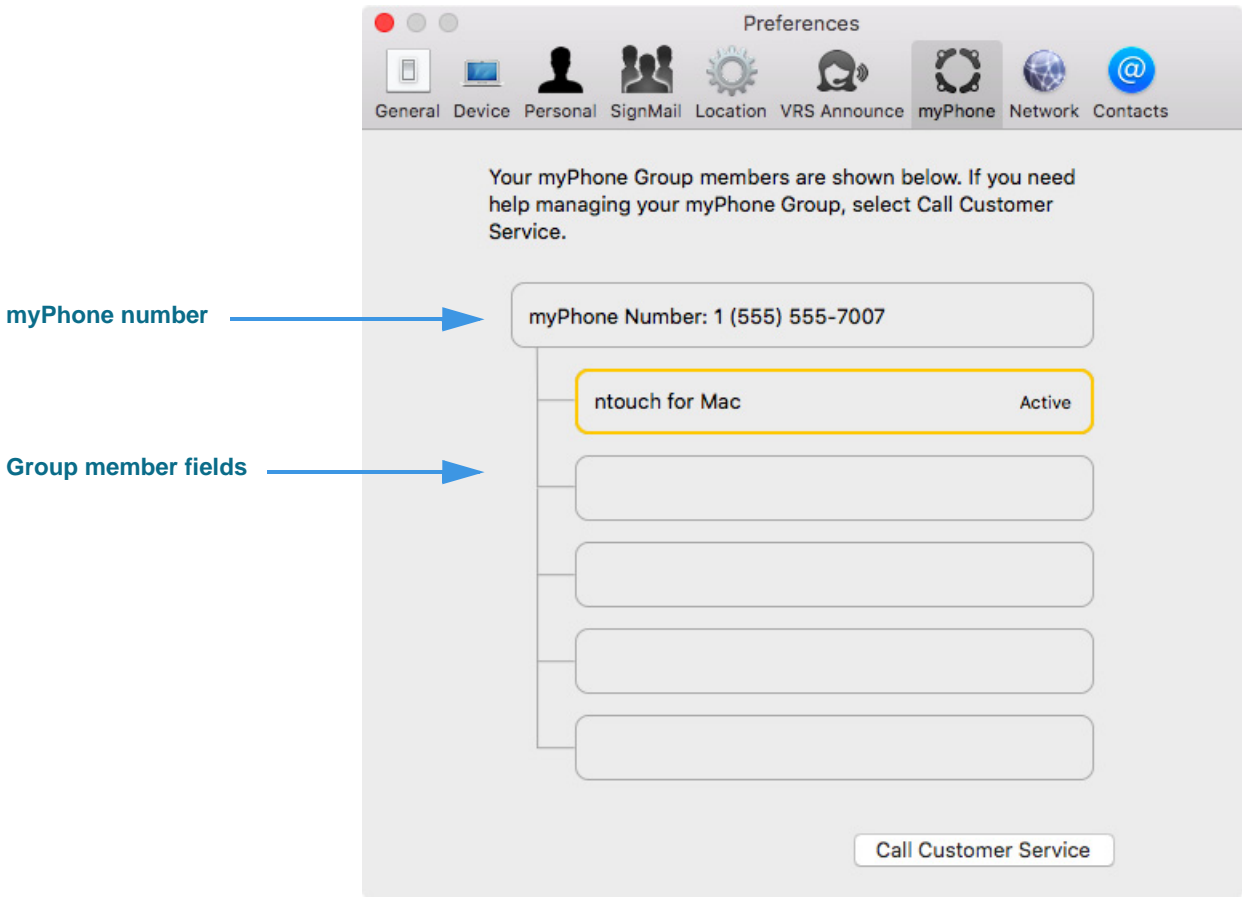 Preferences
General Device Personal SignMail Location VRS Announce myPhone Network Contacts
Your myPhone Group members are shown below. If you need
help managing your myPhone Group, select Call Customer
Service.
myPhone number
myPhone Number: 1 (555) 555-7007
ntouch for Mac Active
Group member fields
Call Customer Service